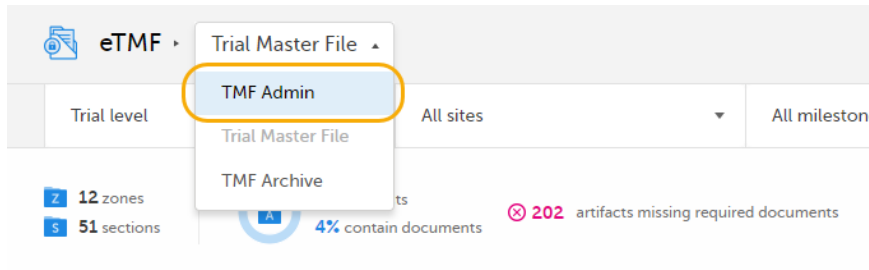 eTMF ▸ Trial Master File ▴
TMF Admin
Trial level All sites All mileston
Trial Master File
TMF Archive
Z 12 zones
S 51 sections
A
ts
4% contain documents
202 artifacts missing required documents